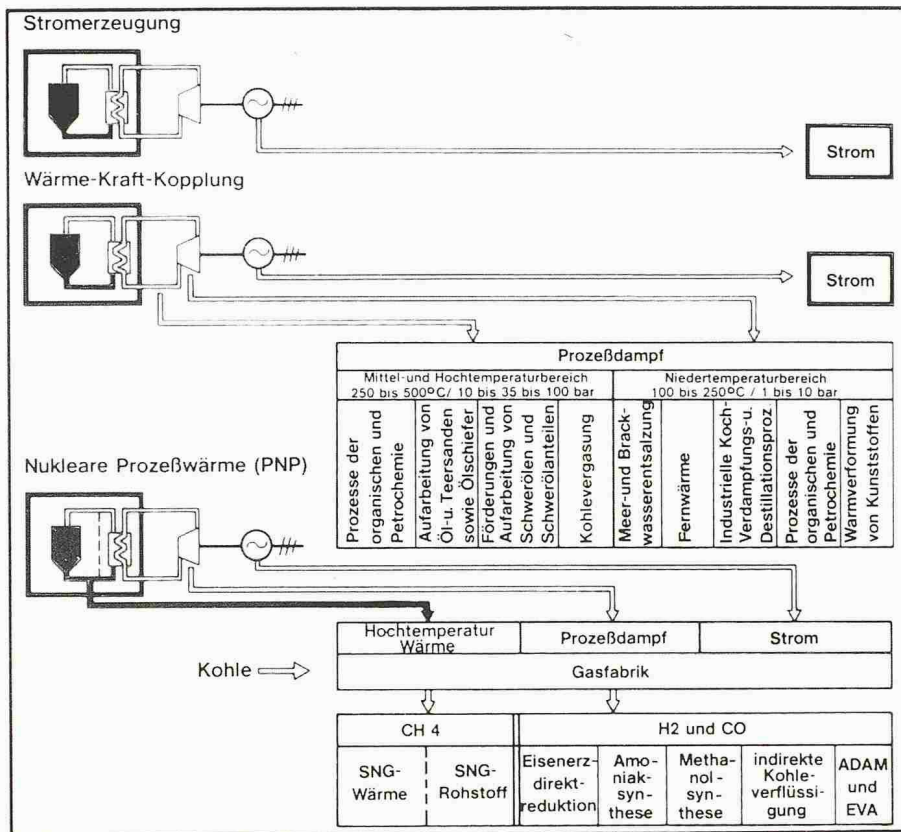 Stromerzeugung
Strom
Wärme-Kraft-Kopplung
Strom
Prozeßdampf
Mittel-und Hochtemperaturbereich
250 bis 500°C/ 10 bis 35 bis 100 bar
Niedertemperaturbereich
100 bis 250°C / 1 bis 10 bar
Prozesse der
organischen und
Petrochemie
Aufarbeitung von
Öl-u. Teersanden
sowie Ölschiefer
Förderungen und
Aufarbeitung von
Schwerölen und
Schwerölanteilen
Kohlevergasung
Meer-und Brack-
wasserentsalzung
Fernwärme
Industrielle Koch-
Verdampfungs-u.
Destillationsproz.
Prozesse der
organischen und
Petrochemie
Warmverformung
von Kunststoffen
Nukleare Prozeßwärme (PNP)
Hochtemperatur
Wärme
Prozeßdampf
Strom
Kohle
Gasfabrik
CH 4
H2 und CO
SNG-
Wärme
SNG-
Rohstoff
Eisenerz-
direkt-
reduktion
Amo-
niak-
syn-
these
Metha-
nol-
syn-
these
indirekte
Kohle-
verflüssi-
gung
ADAM
und
EVA